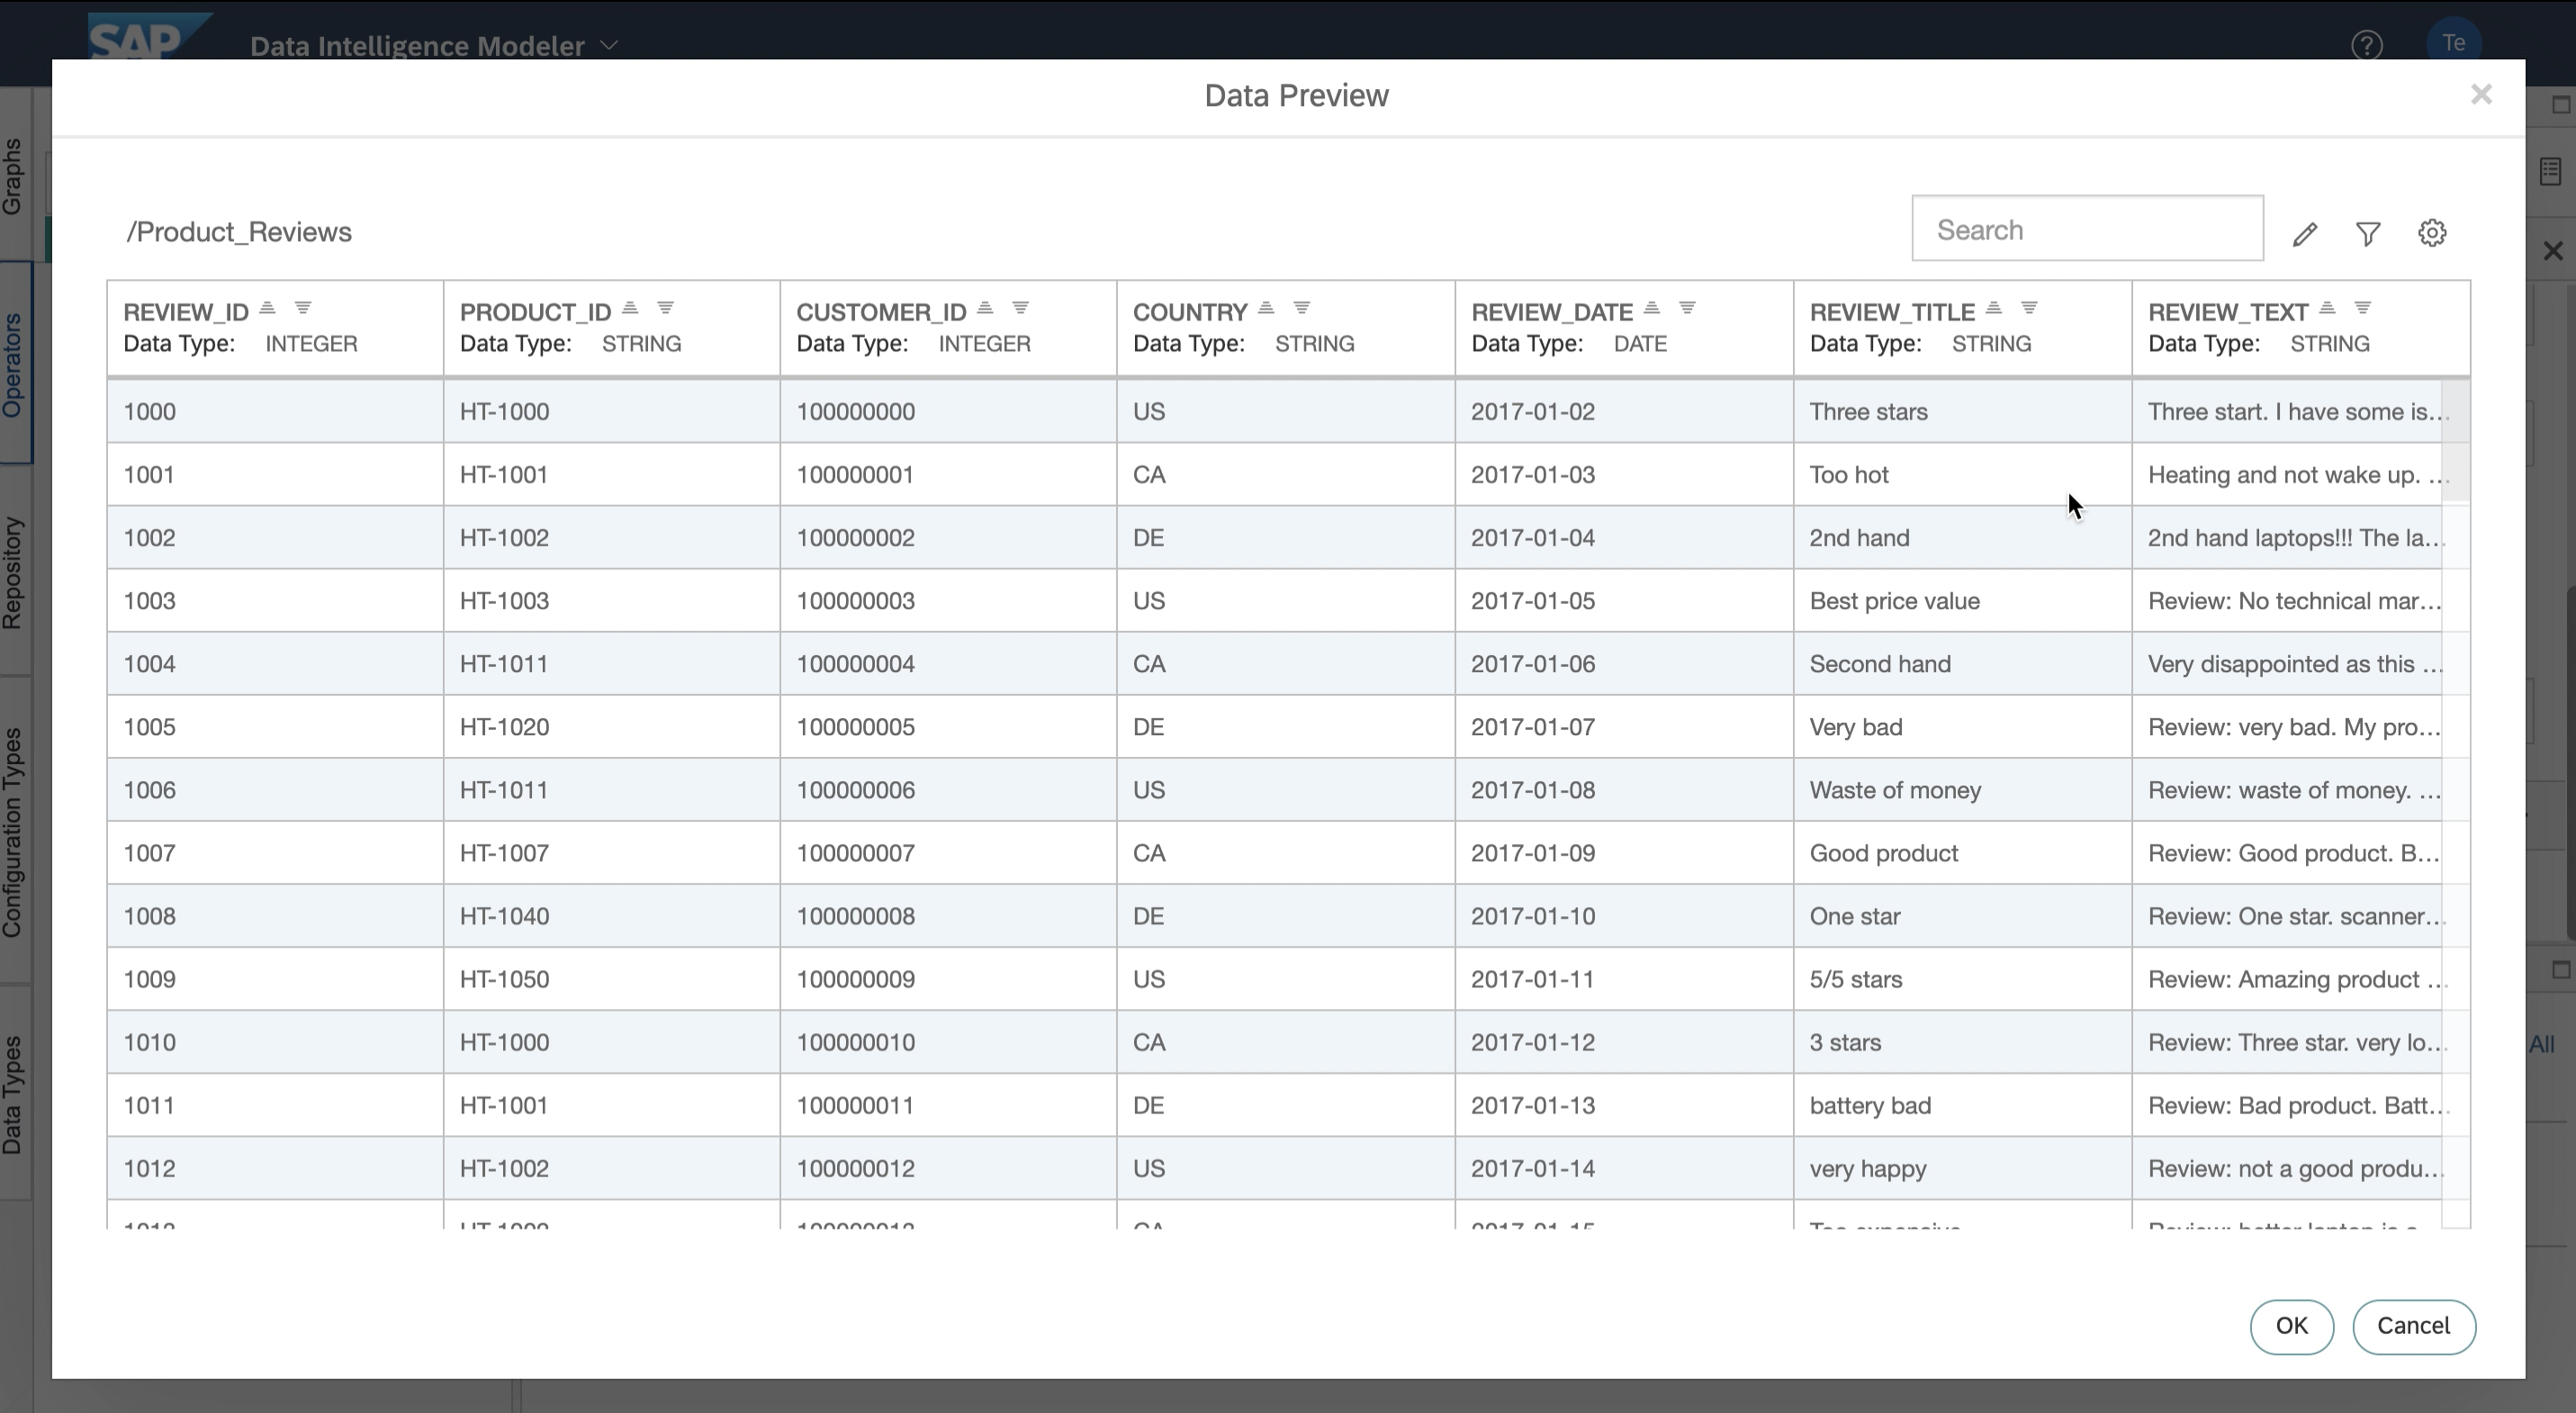 SAP Data Intelligence Modeler
Te
Data Preview
Graphs
Operators
Repository
Configuration Types
Data Types
/Product_Reviews
Search
REVIEW_ID PRODUCT_ID CUSTOMER_ID COUNTRY REVIEW_DATE REVIEW_TITLE REVIEW_TEXT
Data Type: INTEGER Data Type: STRING Data Type: INTEGER Data Type: STRING Data Type: DATE Data Type: STRING Data Type: STRING
1000 HT-1000 100000000 US 2017-01-02 Three stars Three start. I have some is...
1001 HT-1001 100000001 CA 2017-01-03 Too hot Heating and not wake up. ...
1002 HT-1002 100000002 DE 2017-01-04 2nd hand 2nd hand laptops!!! The la...
1003 HT-1003 100000003 US 2017-01-05 Best price value Review: No technical mar...
1004 HT-1011 100000004 CA 2017-01-06 Second hand Very disappointed as this ...
1005 HT-1020 100000005 DE 2017-01-07 Very bad Review: very bad. My pro...
1006 HT-1011 100000006 US 2017-01-08 Waste of money Review: waste of money. ...
1007 HT-1007 100000007 CA 2017-01-09 Good product Review: Good product. B...
1008 HT-1040 100000008 DE 2017-01-10 One star Review: One star. scanner...
1009 HT-1050 100000009 US 2017-01-11 5/5 stars Review: Amazing product ...
1010 HT-1000 100000010 CA 2017-01-12 3 stars Review: Three star. very lo...
All
1011 HT-1001 100000011 DE 2017-01-13 battery bad Review: Bad product. Batt...
1012 HT-1002 100000012 US 2017-01-14 very happy Review: not a good produ...
OK Cancel